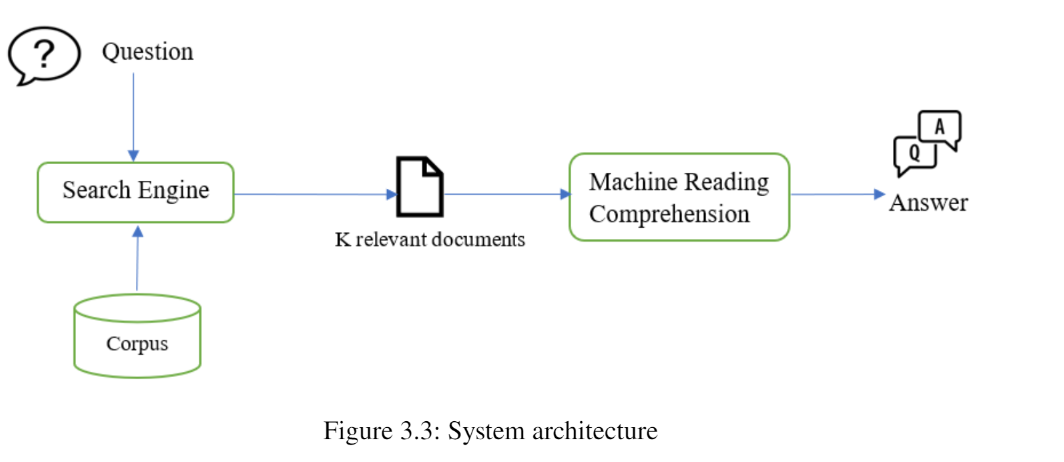 ?
Question
Search Engine
Corpus
K relevant documents
Machine Reading
Comprehension
A
Q
Answer
Figure 3.3: System architecture